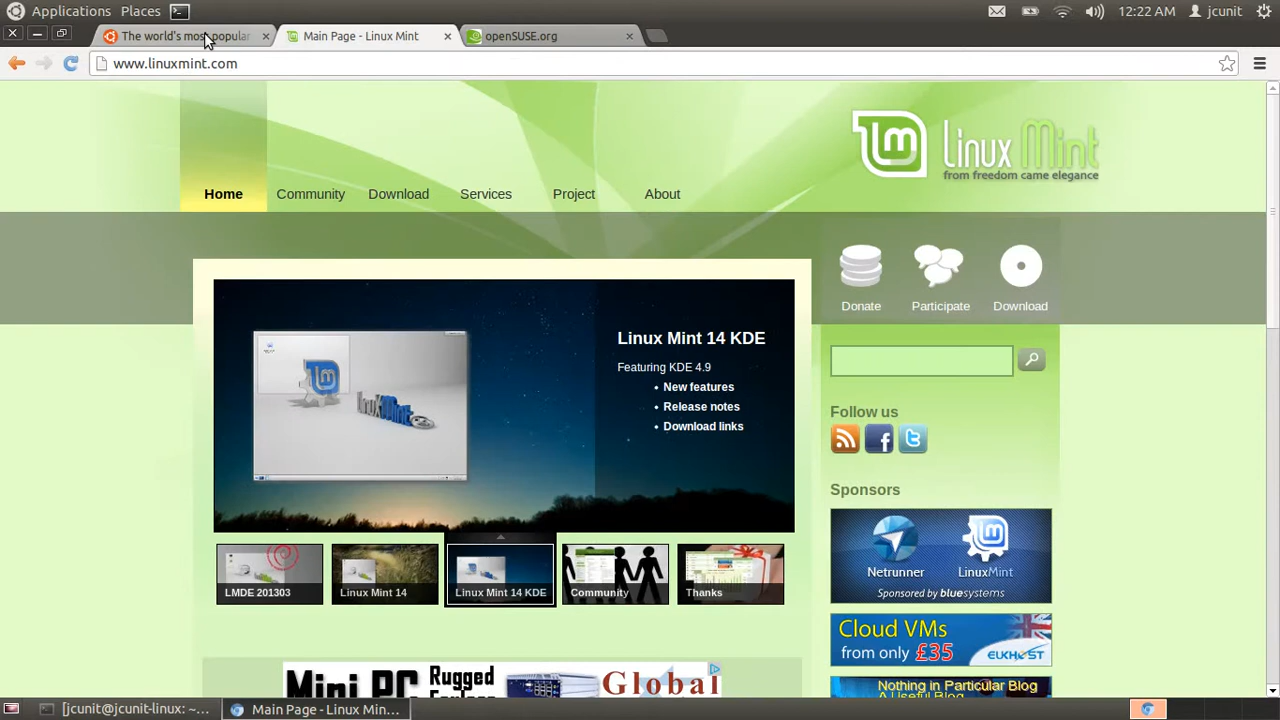 Applications Places 12:22 AM jcunit
The world's most popular Main Page - Linux Mint openSUSE.org
www.linuxmint.com
Linux Mint
from freedom came elegance
Home Community Download Services Project About
Donate Participate Download
Linux Mint 14 KDE
Featuring KDE 4.9
New features
Release notes
Download links
Follow us
Sponsors
Netrunner LinuxMint
Sponsored by bluesystems
LMDE 201303 Linux Mint 14 Linux Mint 14 KDE Community Thanks
Cloud VMs
from only £35 ELKHOST
Mini PC Rugged Global
Nothing in Particular Blog
A Useful Blog
[jcunit@jcunit-linux: ~... Main Page - Linux Min...